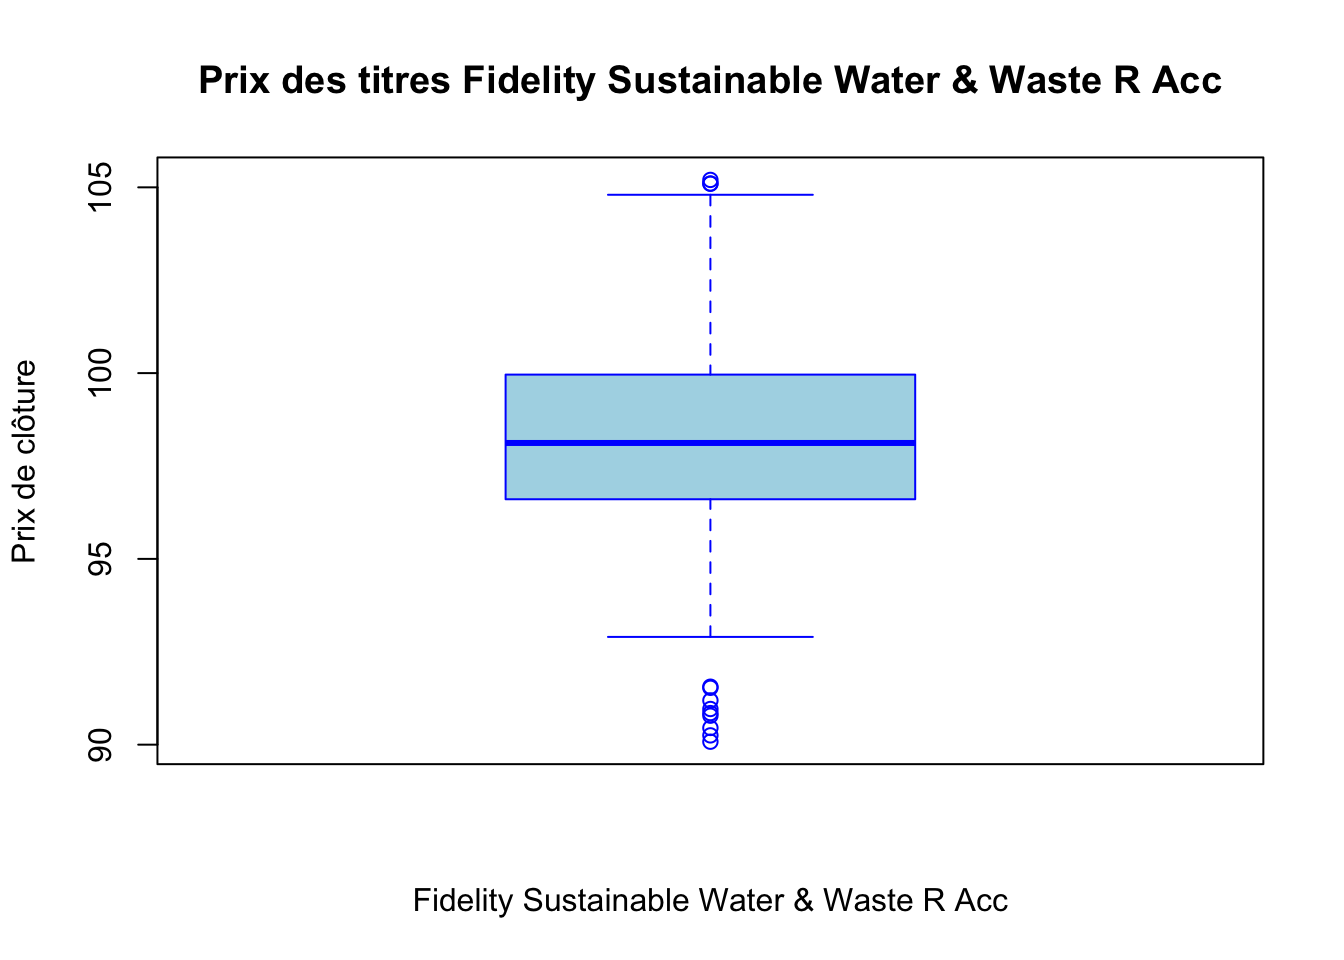 Prix des titres Fidelity Sustainable Water & Waste R Acc
Prix de clôture
105
100
95
90
Fidelity Sustainable Water & Waste R Acc